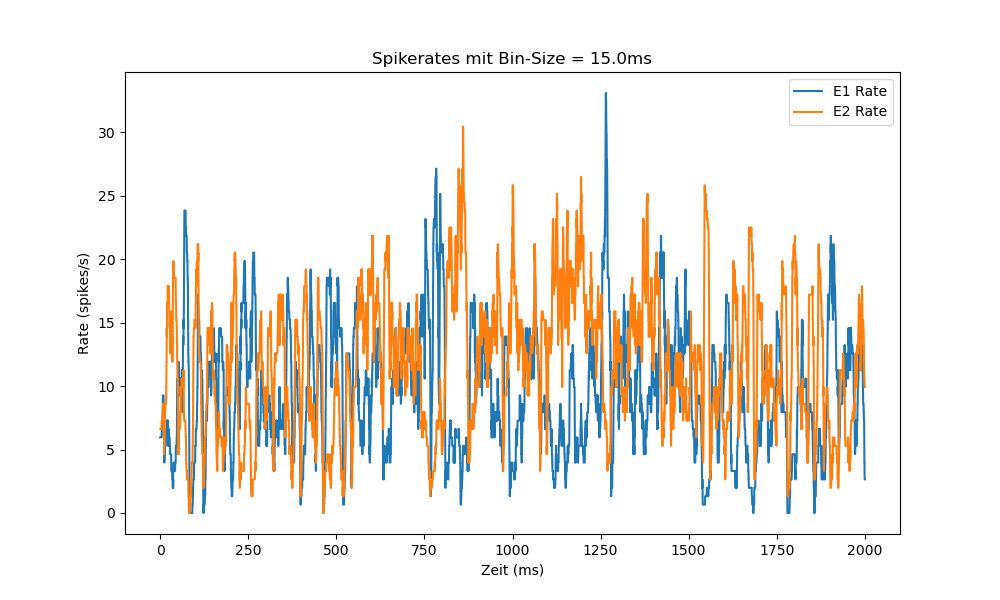 Spikerates mit Bin-Size = 15.0ms
E1 Rate
E2 Rate
Rate (spikes/s)
30
25
20
15
10
5
0
0 250 500 750 1000 1250 1500 1750 2000
Zeit (ms)